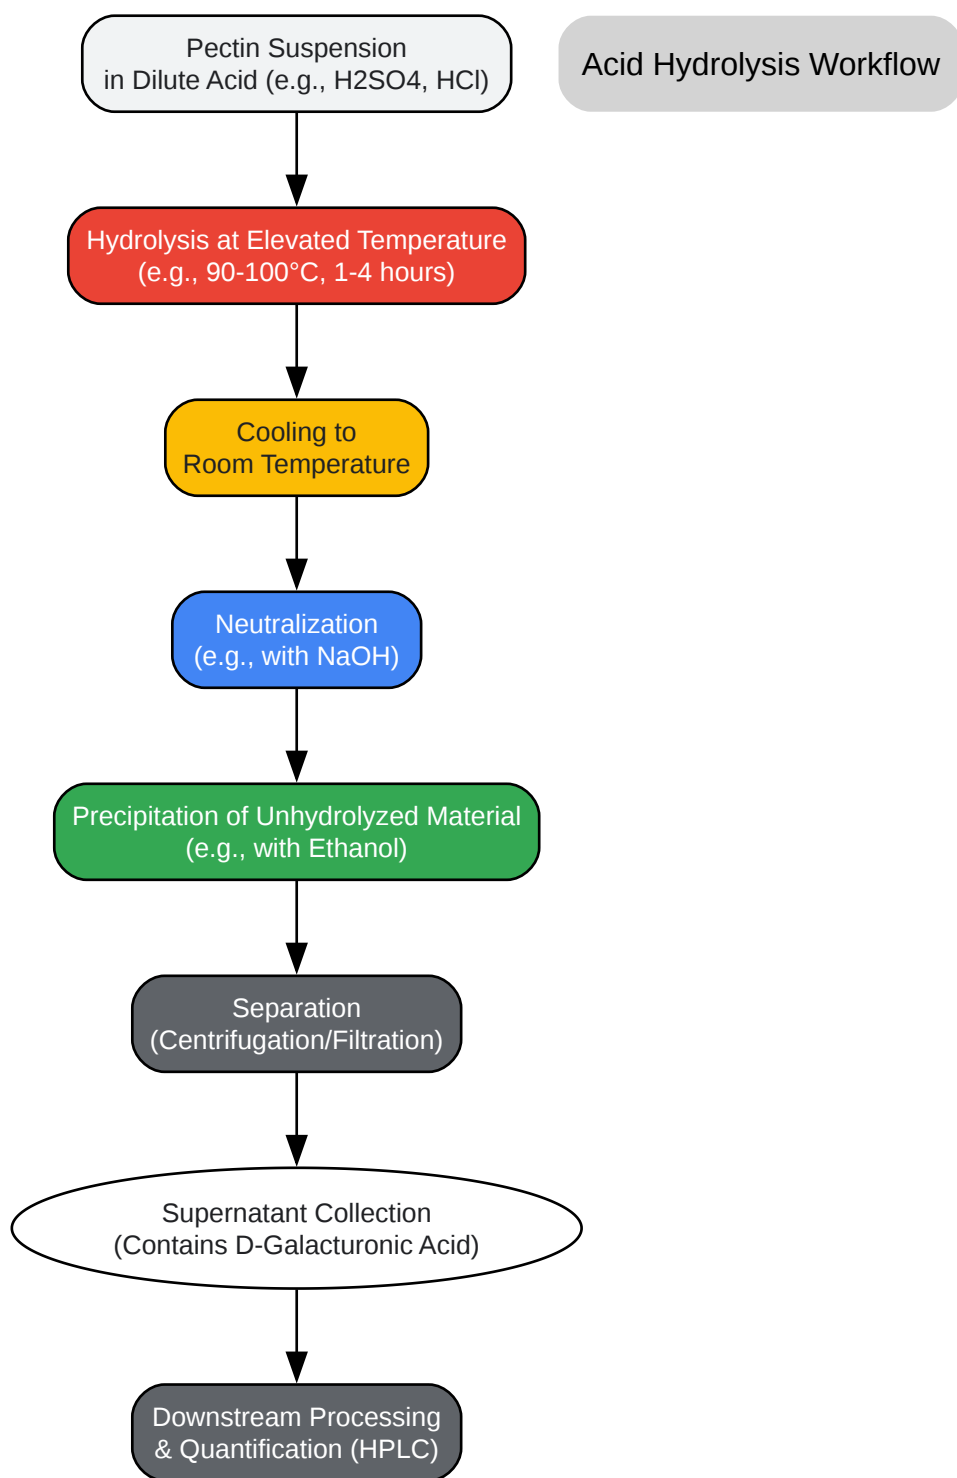 Pectin Suspension
in Dilute Acid (e.g., H2SO4, HCl)
Acid Hydrolysis Workflow
Hydrolysis at Elevated Temperature
(e.g., 90-100°C, 1-4 hours)
Cooling to
Room Temperature
Neutralization
(e.g., with NaOH)
Precipitation of Unhydrolyzed Material
(e.g., with Ethanol)
Separation
(Centrifugation/Filtration)
Supernatant Collection
(Contains D-Galacturonic Acid)
Downstream Processing
& Quantification (HPLC)